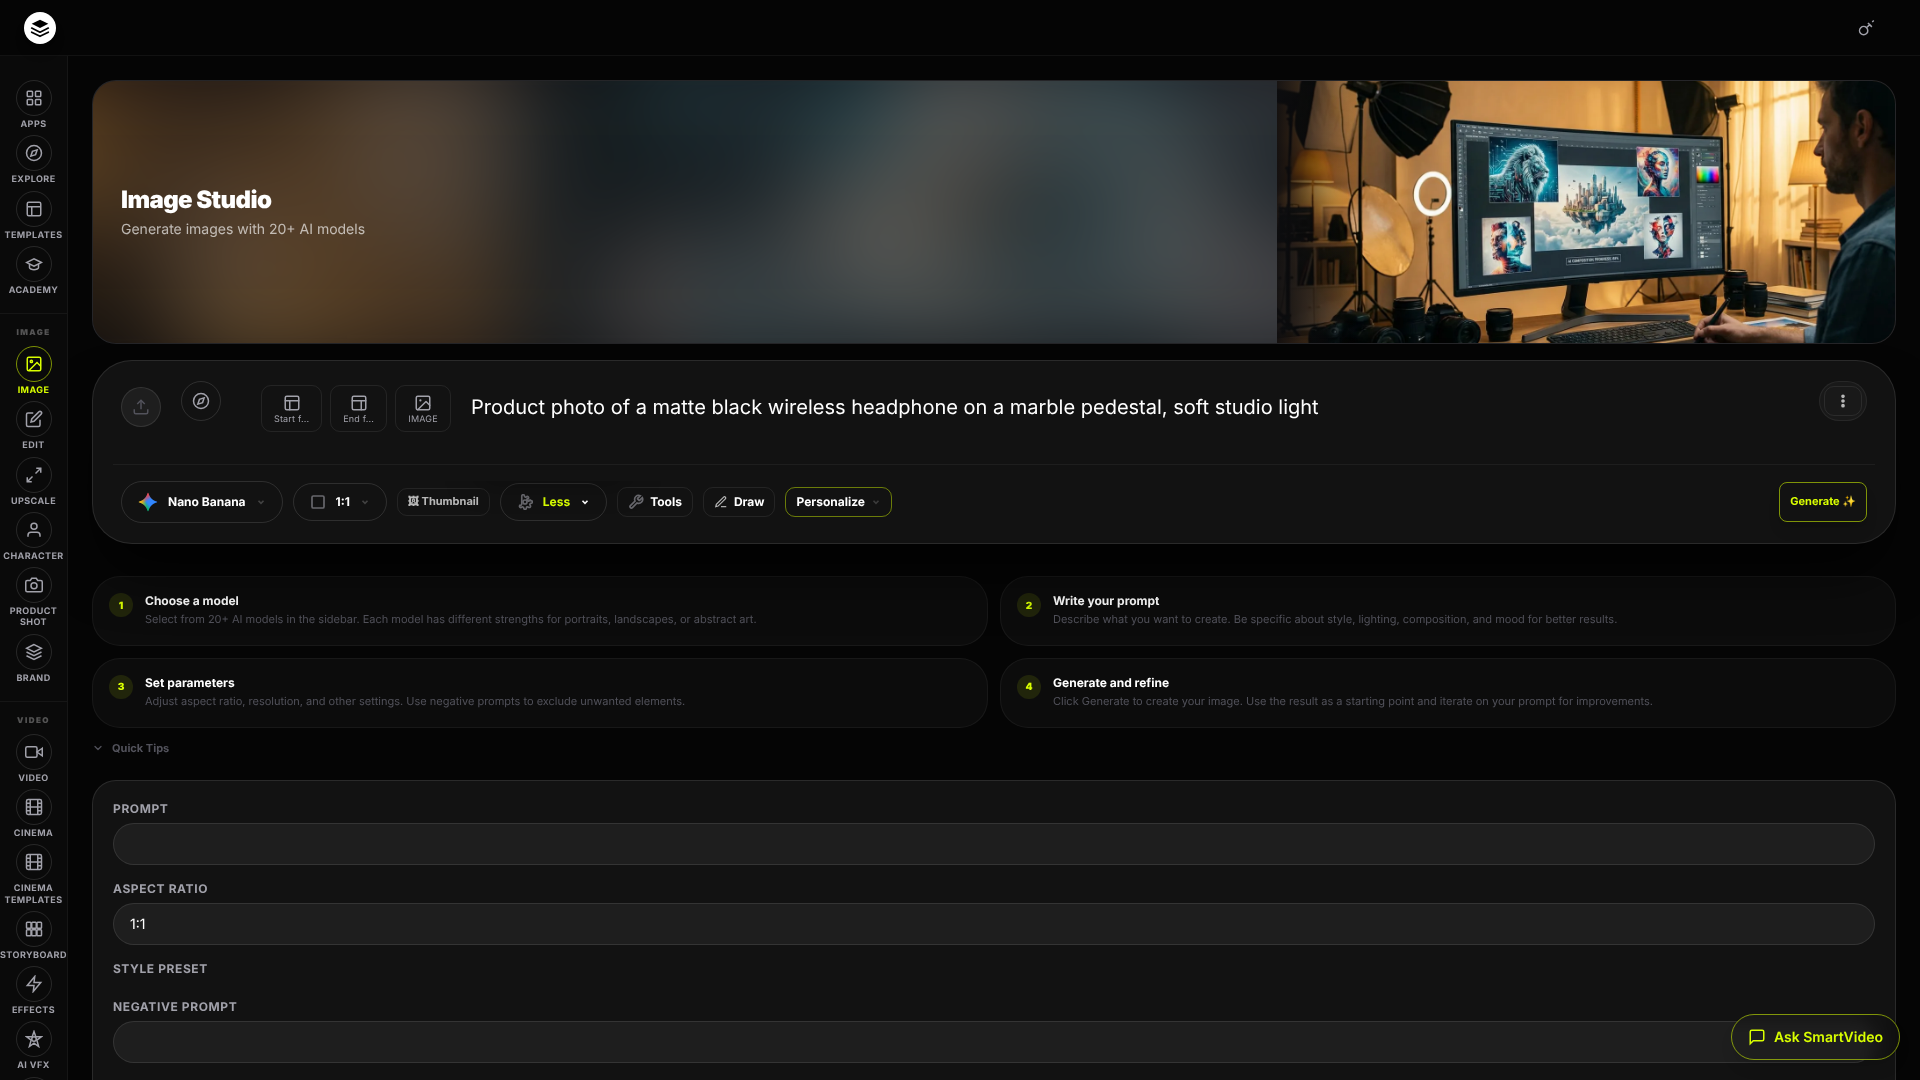 APPS
EXPLORE
TEMPLATES
ACADEMY
IMAGE
IMAGE
EDIT
UPSCALE
CHARACTER
PRODUCT
SHOT
BRAND
VIDEO
VIDEO
CINEMA
CINEMA
TEMPLATES
STORYBOARD
EFFECTS
AI VFX
Image Studio
Generate images with 20+ AI models
Start f...
End f...
IMAGE
Product photo of a matte black wireless headphone on a marble pedestal, soft studio light
Nano Banana
1:1
Thumbnail
Less
Tools
Draw
Personalize
Generate ✨
1
Choose a model
Select from 20+ AI models in the sidebar. Each model has different strengths for portraits, landscapes, or abstract art.
2
Write your prompt
Describe what you want to create. Be specific about style, lighting, composition, and mood for better results.
3
Set parameters
Adjust aspect ratio, resolution, and other settings. Use negative prompts to exclude unwanted elements.
4
Generate and refine
Click Generate to create your image. Use the result as a starting point and iterate on your prompt for improvements.
Quick Tips
PROMPT
ASPECT RATIO
1:1
STYLE PRESET
NEGATIVE PROMPT
Ask SmartVideo